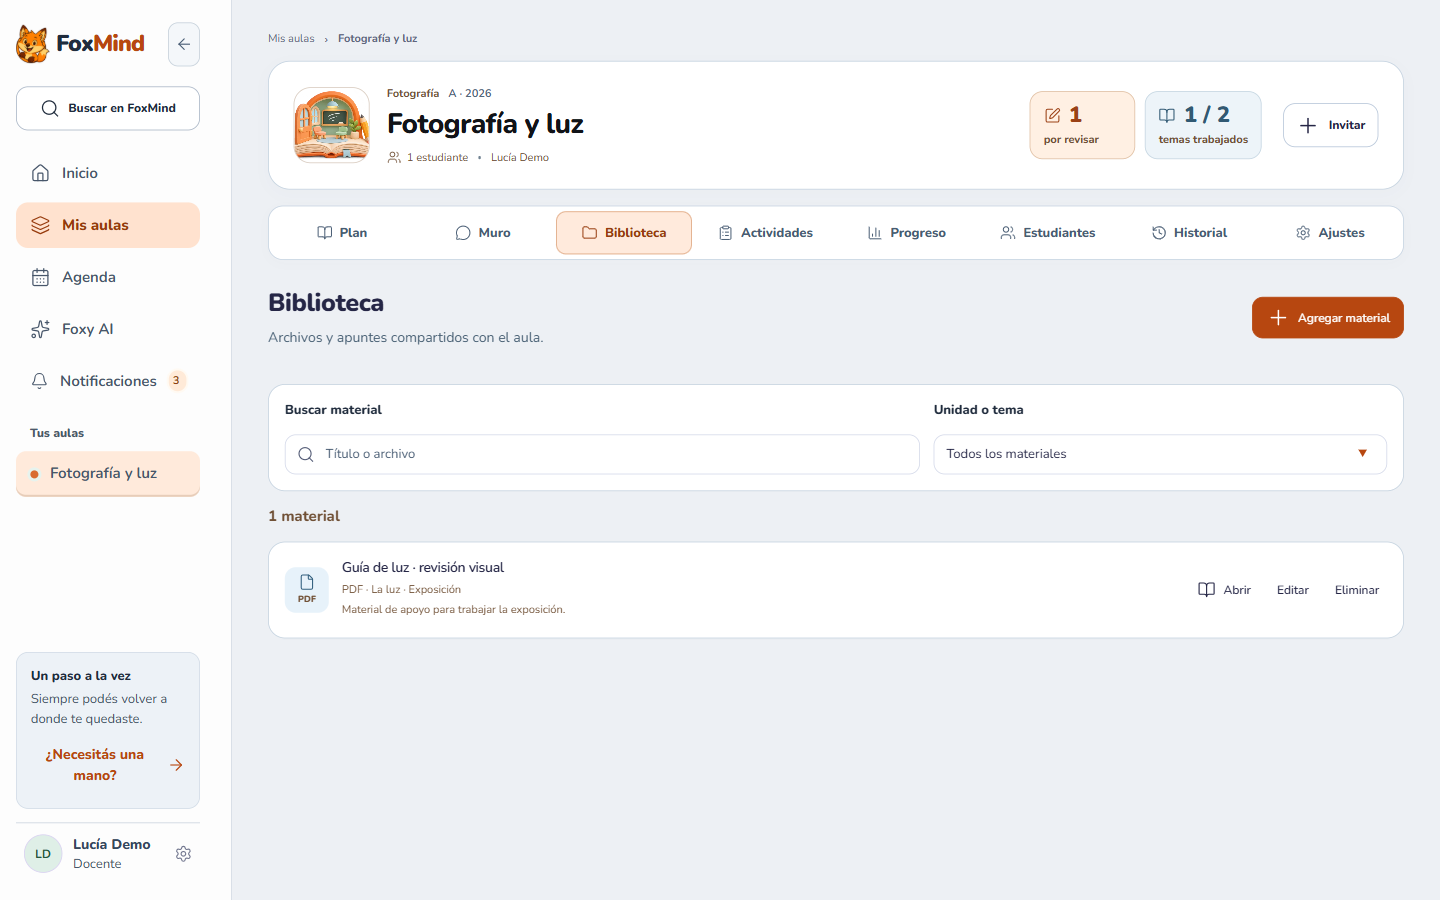 FoxMind
Buscar en FoxMind
Inicio
Mis aulas
Agenda
Foxy AI
Notificaciones 3
Tus aulas
Fotografía y luz
Un paso a la vez
Siempre podés volver a
donde te quedaste.
¿Necesitás una
mano?
LD
Lucía Demo
Docente
Mis aulas › Fotografía y luz
Fotografía A · 2026
Fotografía y luz
1 estudiante • Lucía Demo
1
por revisar
1 / 2
temas trabajados
Invitar
Plan
Muro
Biblioteca
Actividades
Progreso
Estudiantes
Historial
Ajustes
Biblioteca
Archivos y apuntes compartidos con el aula.
Agregar material
Buscar material
Título o archivo
Unidad o tema
Todos los materiales
1 material
PDF
Guía de luz · revisión visual
PDF · La luz · Exposición
Material de apoyo para trabajar la exposición.
Abrir
Editar
Eliminar